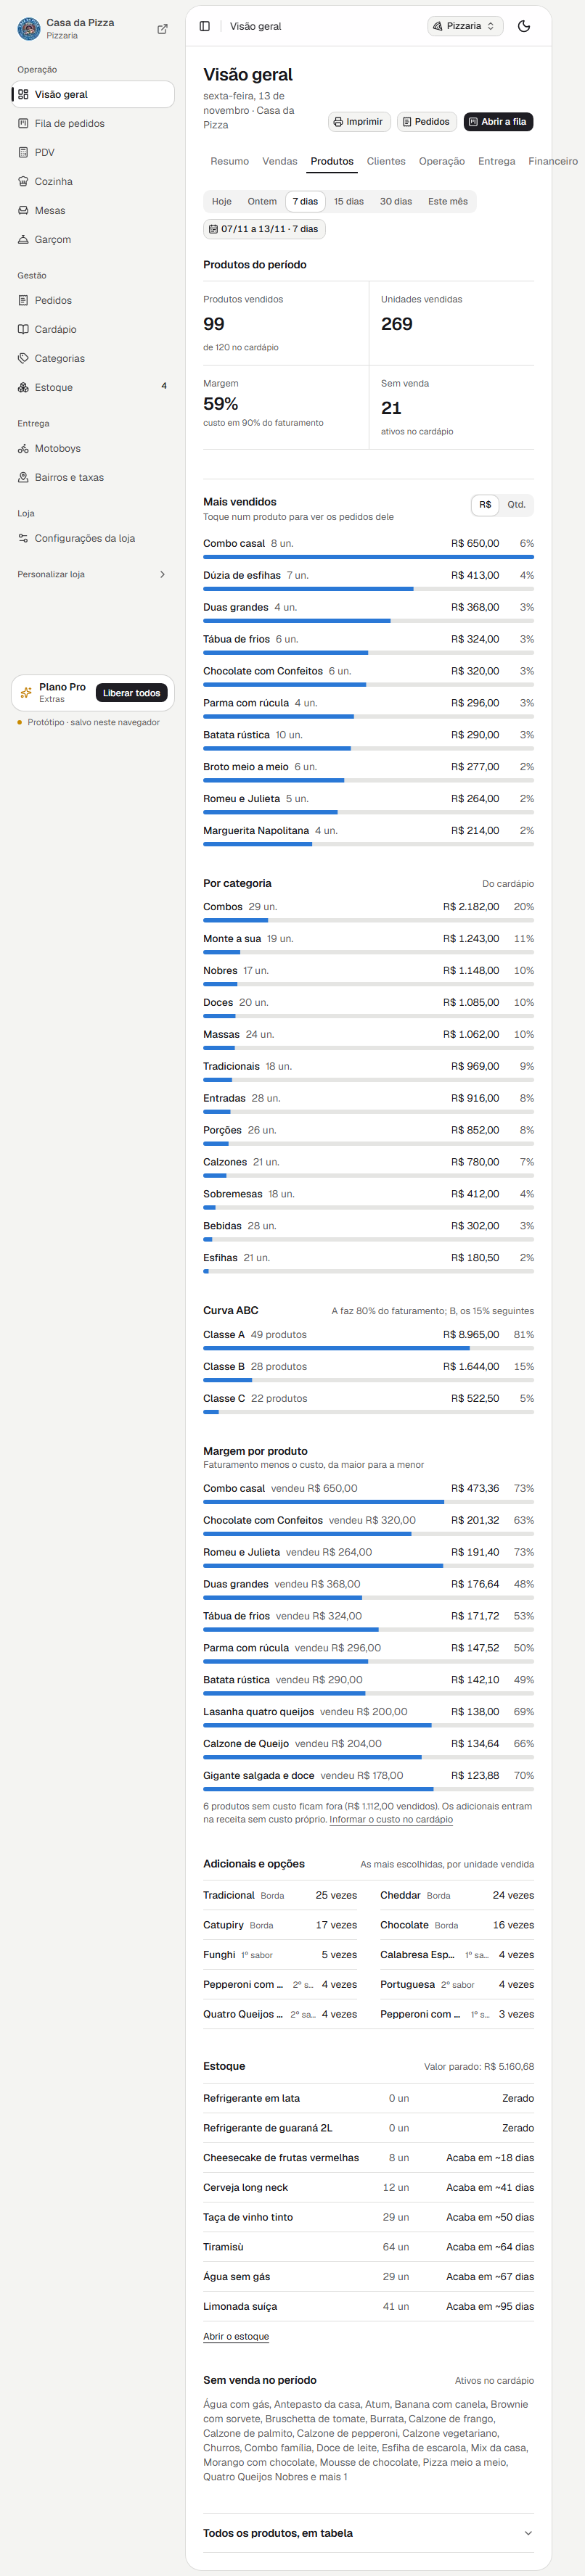 Casa da Pizza
Pizzaria
Operação
Visão geral
Fila de pedidos
PDV
Cozinha
Mesas
Garçom
Gestão
Pedidos
Cardápio
Categorias
Estoque 4
Entrega
Motoboys
Bairros e taxas
Loja
Configurações da loja
Personalizar loja
Plano Pro
Extras
Liberar todos
Protótipo · salvo neste navegador
Visão geral
Pizzaria
Visão geral
sexta-feira, 13 de
novembro · Casa da
Pizza
Imprimir Pedidos Abrir a fila
Resumo Vendas Produtos Clientes Operação Entrega Financeiro
Hoje Ontem 7 dias 15 dias 30 dias Este mês
07/11 a 13/11 · 7 dias
Produtos do período
Produtos vendidos
99
de 120 no cardápio
Unidades vendidas
269
Margem
59%
custo em 90% do faturamento
Sem venda
21
ativos no cardápio
Mais vendidos
Toque num produto para ver os pedidos dele
R$ Qtd.
Combo casal 8 un. R$ 650,00 6%
Dúzia de esfihas 7 un. R$ 413,00 4%
Duas grandes 4 un. R$ 368,00 3%
Tábua de frios 6 un. R$ 324,00 3%
Chocolate com Confeitos 6 un. R$ 320,00 3%
Parma com rúcula 4 un. R$ 296,00 3%
Batata rústica 10 un. R$ 290,00 3%
Broto meio a meio 6 un. R$ 277,00 2%
Romeu e Julieta 5 un. R$ 264,00 2%
Marguerita Napolitana 4 un. R$ 214,00 2%
Por categoria Do cardápio
Combos 29 un. R$ 2.182,00 20%
Monte a sua 19 un. R$ 1.243,00 11%
Nobres 17 un. R$ 1.148,00 10%
Doces 20 un. R$ 1.085,00 10%
Massas 24 un. R$ 1.062,00 10%
Tradicionais 18 un. R$ 969,00 9%
Entradas 28 un. R$ 916,00 8%
Porções 26 un. R$ 852,00 8%
Calzones 21 un. R$ 780,00 7%
Sobremesas 18 un. R$ 412,00 4%
Bebidas 28 un. R$ 302,00 3%
Esfihas 21 un. R$ 180,50 2%
Curva ABC A faz 80% do faturamento; B, os 15% seguintes
Classe A 49 produtos R$ 8.965,00 81%
Classe B 28 produtos R$ 1.644,00 15%
Classe C 22 produtos R$ 522,50 5%
Margem por produto
Faturamento menos o custo, da maior para a menor
Combo casal vendeu R$ 650,00 R$ 473,36 73%
Chocolate com Confeitos vendeu R$ 320,00 R$ 201,32 63%
Romeu e Julieta vendeu R$ 264,00 R$ 191,40 73%
Duas grandes vendeu R$ 368,00 R$ 176,64 48%
Tábua de frios vendeu R$ 324,00 R$ 171,72 53%
Parma com rúcula vendeu R$ 296,00 R$ 147,52 50%
Batata rústica vendeu R$ 290,00 R$ 142,10 49%
Lasanha quatro queijos vendeu R$ 200,00 R$ 138,00 69%
Calzone de Queijo vendeu R$ 204,00 R$ 134,64 66%
Gigante salgada e doce vendeu R$ 178,00 R$ 123,88 70%
6 produtos sem custo ficam fora (R$ 1.112,00 vendidos). Os adicionais entram
na receita sem custo próprio. Informar o custo no cardápio
Adicionais e opções As mais escolhidas, por unidade vendida
Tradicional Borda 25 vezes Cheddar Borda 24 vezes
Catupiry Borda 17 vezes Chocolate Borda 16 vezes
Funghi 1º sabor 5 vezes Calabresa Esp... 1º sa... 4 vezes
Pepperoni com ... 2º s... 4 vezes Portuguesa 2º sabor 4 vezes
Quatro Queijos ... 2º sa... 4 vezes Pepperoni com ... 1º s... 3 vezes
Estoque Valor parado: R$ 5.160,68
Refrigerante em lata 0 un Zerado
Refrigerante de guaraná 2L 0 un Zerado
Cheesecake de frutas vermelhas 8 un Acaba em ~18 dias
Cerveja long neck 12 un Acaba em ~41 dias
Taça de vinho tinto 29 un Acaba em ~50 dias
Tiramisù 64 un Acaba em ~64 dias
Água sem gás 29 un Acaba em ~67 dias
Limonada suíça 41 un Acaba em ~95 dias
Abrir o estoque
Sem venda no período Ativos no cardápio
Água com gás, Antepasto da casa, Atum, Banana com canela, Brownie
com sorvete, Bruschetta de tomate, Burrata, Calzone de frango,
Calzone de palmito, Calzone de pepperoni, Calzone vegetariano,
Churros, Combo família, Doce de leite, Esfiha de escarola, Mix da casa,
Morango com chocolate, Mousse de chocolate, Pizza meio a meio,
Quatro Queijos Nobres e mais 1
Todos os produtos, em tabela